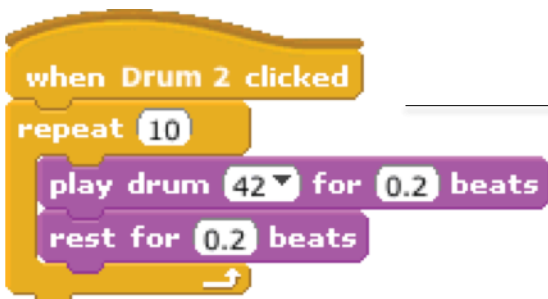 when Drum 2 clicked
repeat 10
play drum 42 for 0.2 beats
rest for 0.2 beats